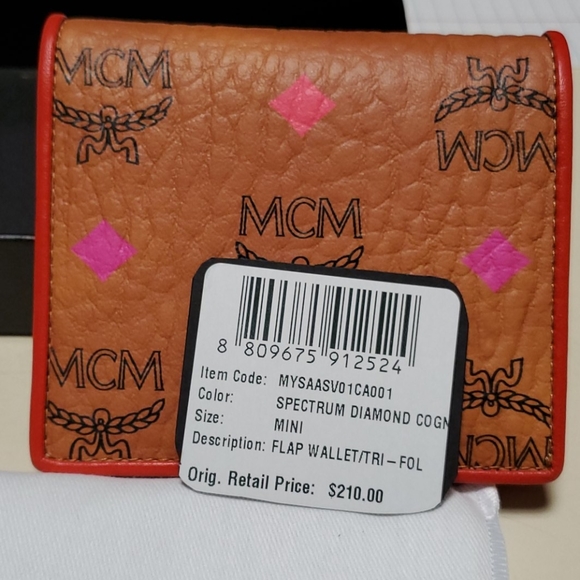 MCM
MCM
MCM
MCM
MCM
8 809675 912524
Item Code: MYSAASV01CA001
Color: SPECTRUM DIAMOND COGN
Size: MINI
Description: FLAP WALLET/TRI-FOL
Orig. Retail Price: $210.00